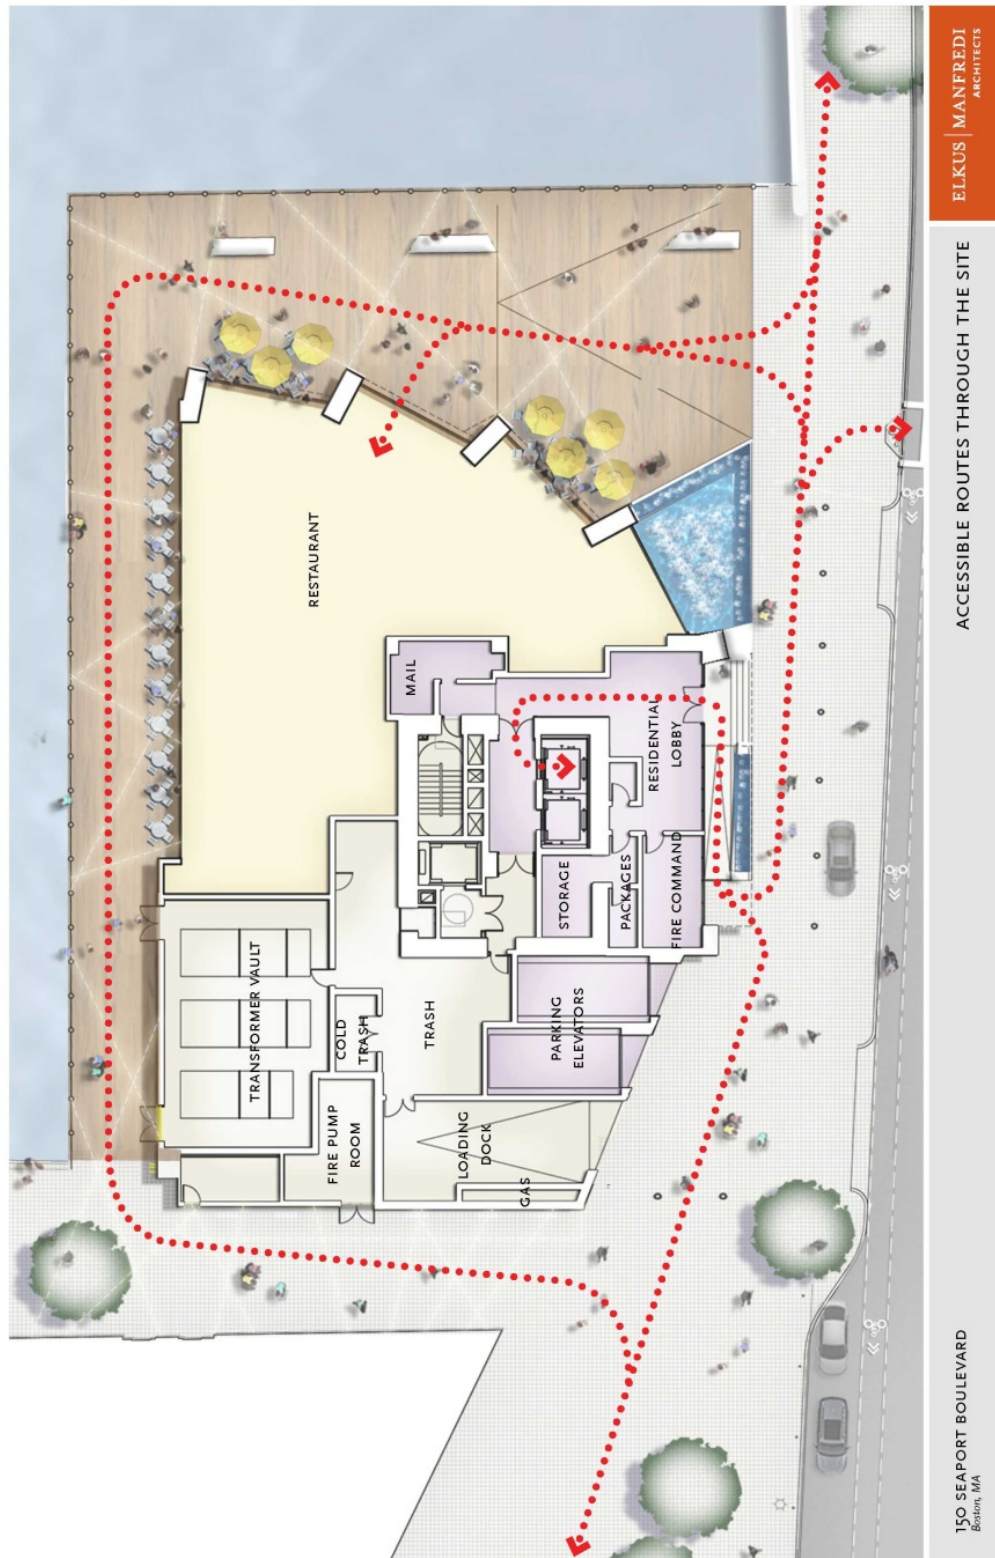 ELKUS | MANFREDI
ARCHITECTS
ACCESSIBLE ROUTES THROUGH THE SITE
150 SEAPORT BOULEVARD
Boston, MA
RESTAURANT
MAIL
RESIDENTIAL
LOBBY
STORAGE
PACKAGES
FIRE COMMAND
TRANSFORMER VAULT
COLD
TRASH
TRASH
PARKING
ELEVATORS
FIRE PUMP
ROOM
LOADING
DOCK
GAS